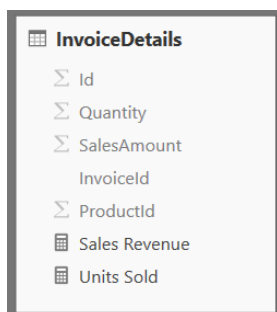 InvoiceDetails
Id
Quantity
SalesAmount
InvoiceId
ProductId
Sales Revenue
Units Sold